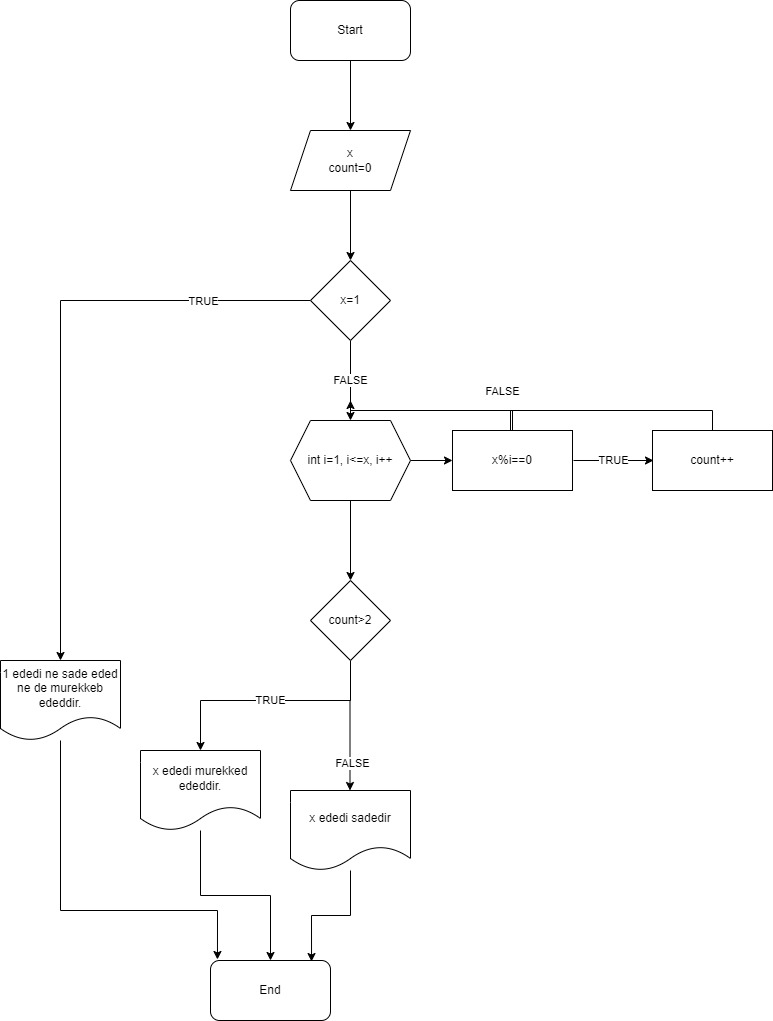 Start
x
count=0
x=1
TRUE
FALSE
FALSE
int i=1, i<=x, i++
x%i==0
TRUE
count++
count>2
1 ededi ne sade eded
ne de murekkeb
ededdir.
TRUE
x ededi murekked
ededdir.
FALSE
x ededi sadedir
End